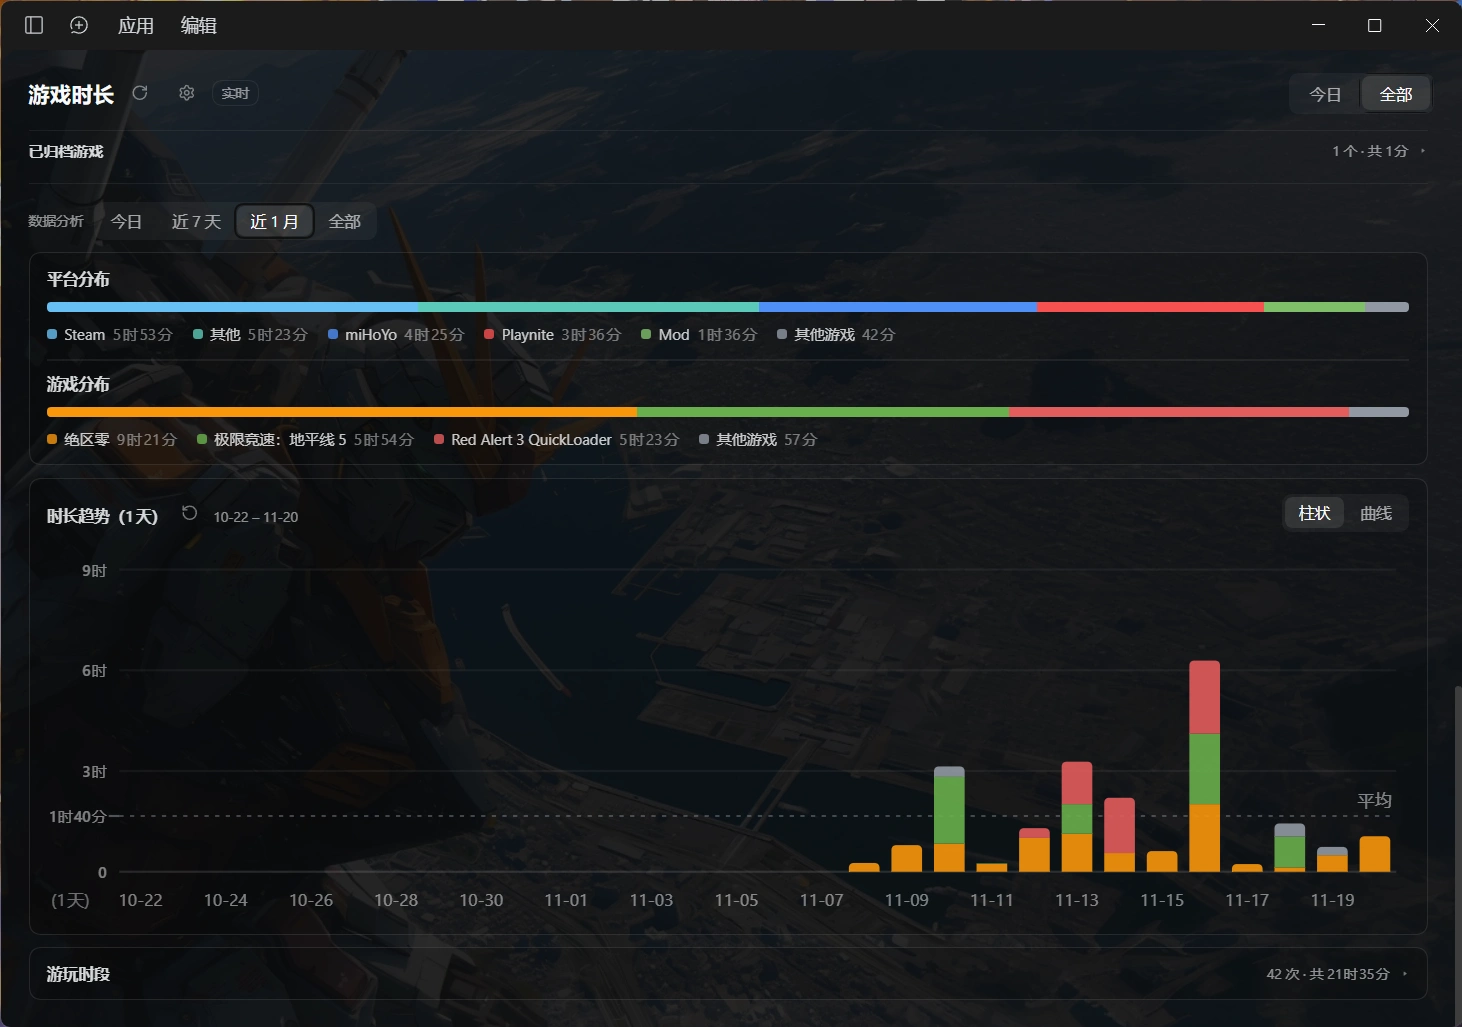 应用 编辑
游戏时长 实时 今日 全部
已归档游戏 1 个 · 共 1分
数据分析 今日 近 7 天 近 1 月 全部
平台分布
Steam 5时53分 其他 5时23分 miHoYo 4时25分 Playnite 3时36分 Mod 1时36分 其他游戏 42分
游戏分布
绝区零 9时21分 极限竞速：地平线 5 5时54分 Red Alert 3 QuickLoader 5时23分 其他游戏 57分
时长趋势（1天） 10-22 – 11-20 柱状 曲线
9时
6时
3时
平均
1时40分
0
(1天) 10-22 10-24 10-26 10-28 10-30 11-01 11-03 11-05 11-07 11-09 11-11 11-13 11-15 11-17 11-19
游玩时段 42 次 · 共 21时35分